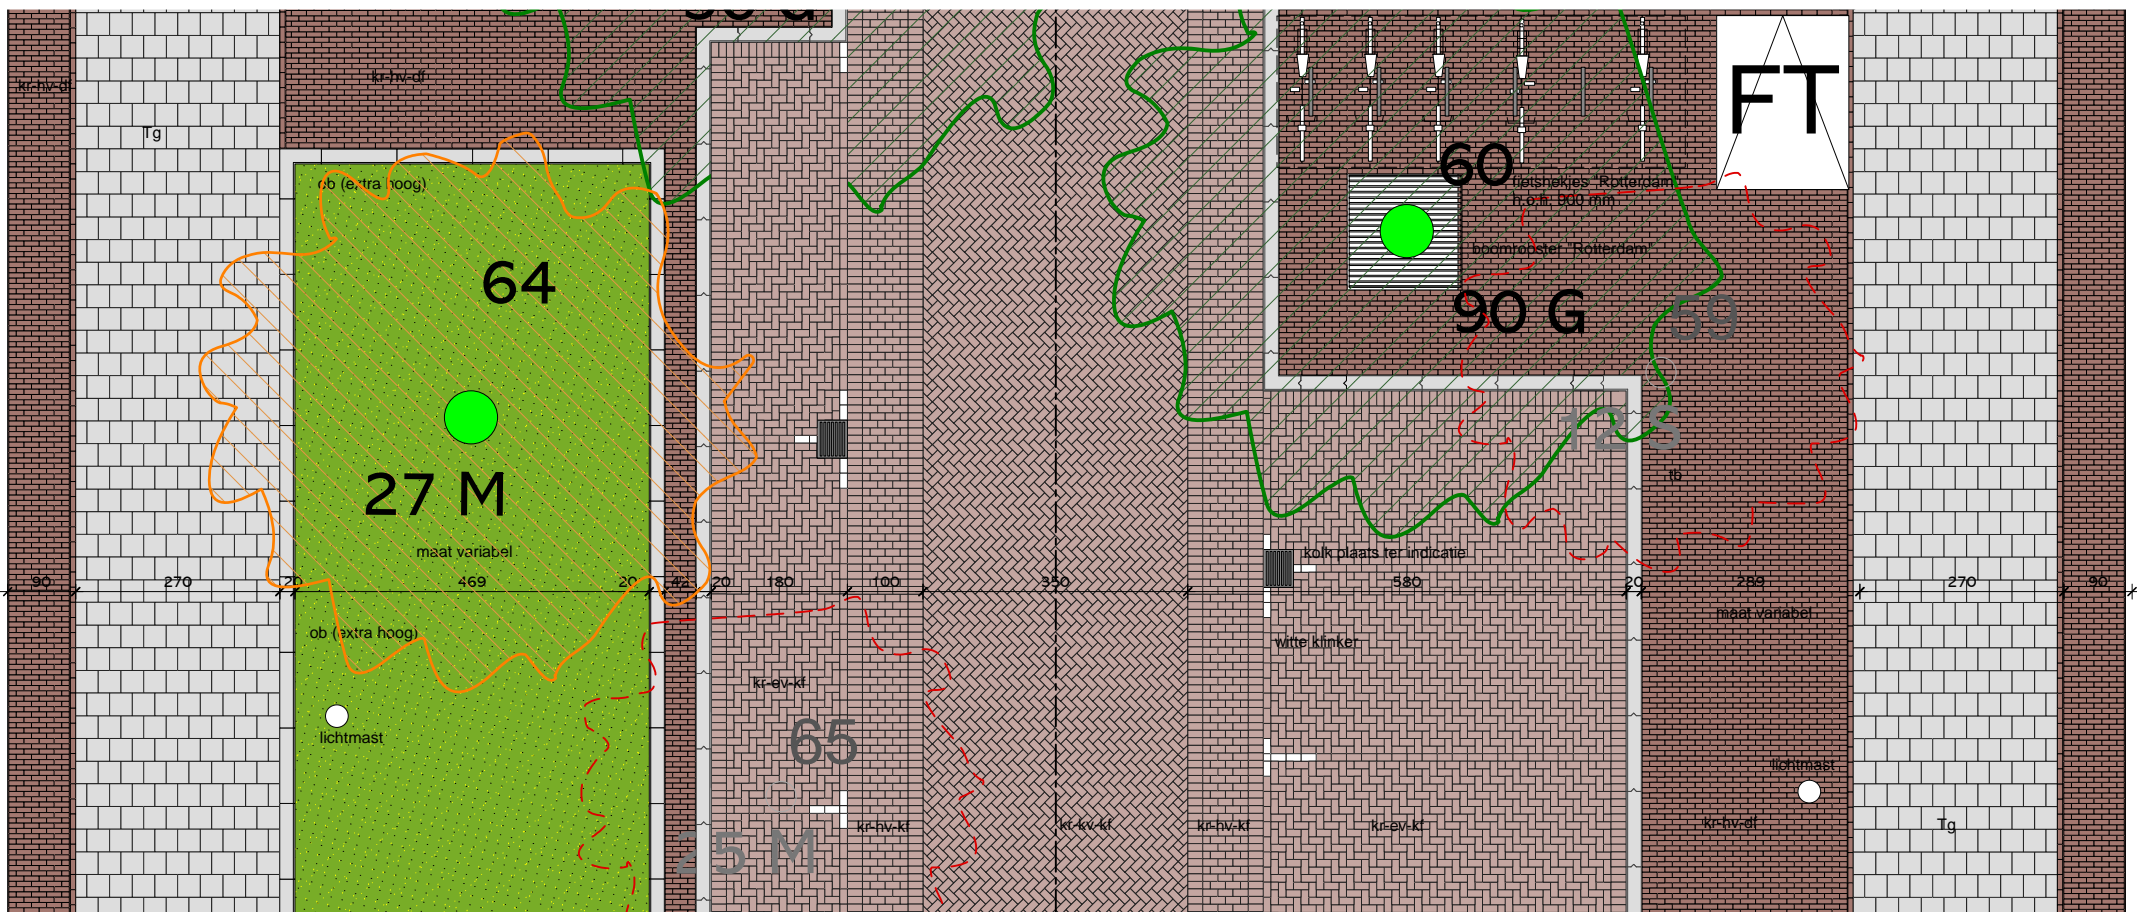 kr-hv-df
kr-hv-df
FT
Tg
60
ob (extra hoog)
fietshekjes "Rotterdam"
h.o.h. 900 mm
boomrooster "Rotterdam"
64
90 G
59
12 S
tb
27 M
maat variabel
kolk plaats ter indicatie
90 270 20 469 20 42 20 180 100 350 580 20 289 270 90
maat variabel
ob (extra hoog)
witte klinker
kr-ev-kf
lichtmast
65
lichtmast
kr-hv-kf
kr-kv-kf
kr-hv-kf
kr-ev-kf
kr-hv-df
Tg
25 M